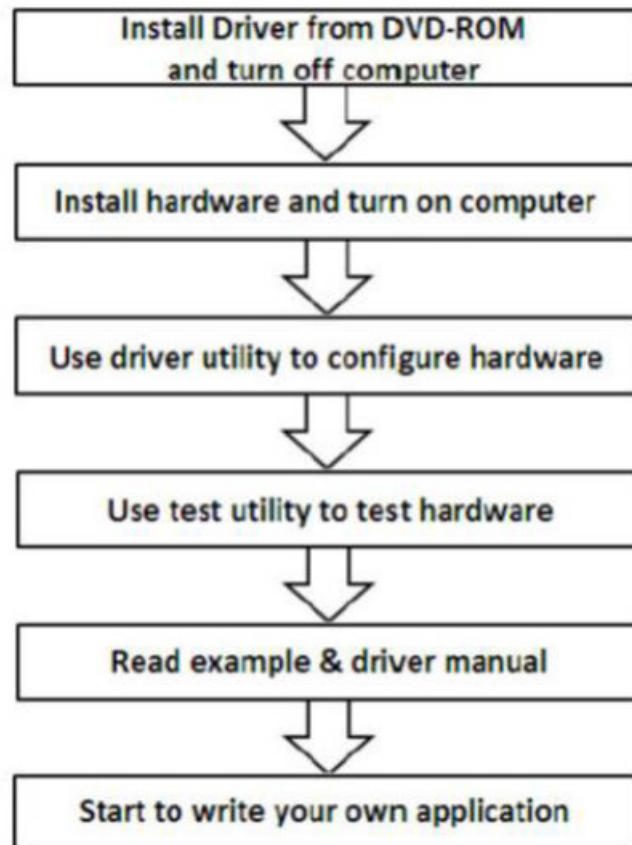 Install Driver from DVD-ROM
and turn off computer
Install hardware and turn on computer
Use driver utility to configure hardware
Use test utility to test hardware
Read example & driver manual
Start to write your own application